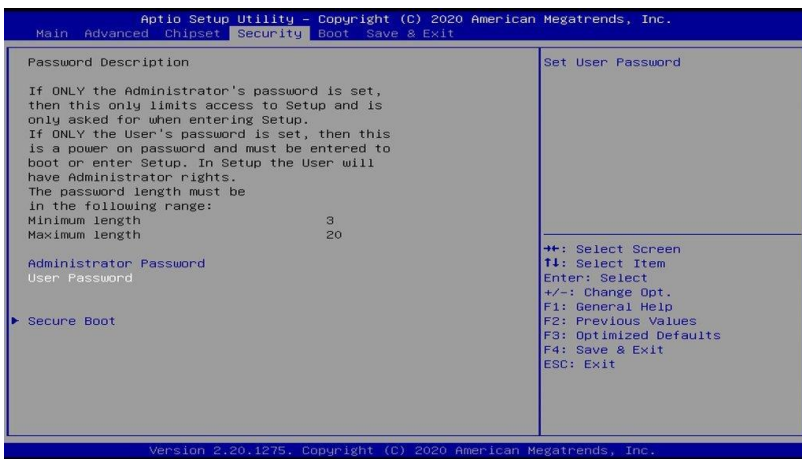 Aptio Setup Utility – Copyright (C) 2020 American Megatrends, Inc.
Main Advanced Chipset Security Boot Save & Exit
Password Description
If ONLY the Administrator's password is set,
then this only limits access to Setup and is
only asked for when entering Setup.
If ONLY the User's password is set, then this
is a power on password and must be entered to
boot or enter Setup. In Setup the User will
have Administrator rights.
The password length must be
in the following range:
Minimum length 3
Maximum length 20
Administrator Password
User Password
► Secure Boot
Set User Password
→←: Select Screen
↑↓: Select Item
Enter: Select
+/-: Change Opt.
F1: General Help
F2: Previous Values
F3: Optimized Defaults
F4: Save & Exit
ESC: Exit
Version 2.20.1275. Copyright (C) 2020 American Megatrends, Inc.